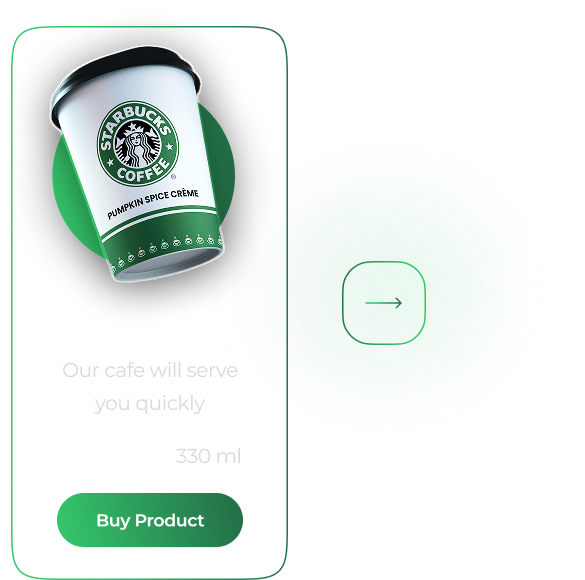 STARBUCKS
COFFEE
®
PUMPKIN SPICE CRÈME
Our cafe will serve
you quickly
330 ml
Buy Product